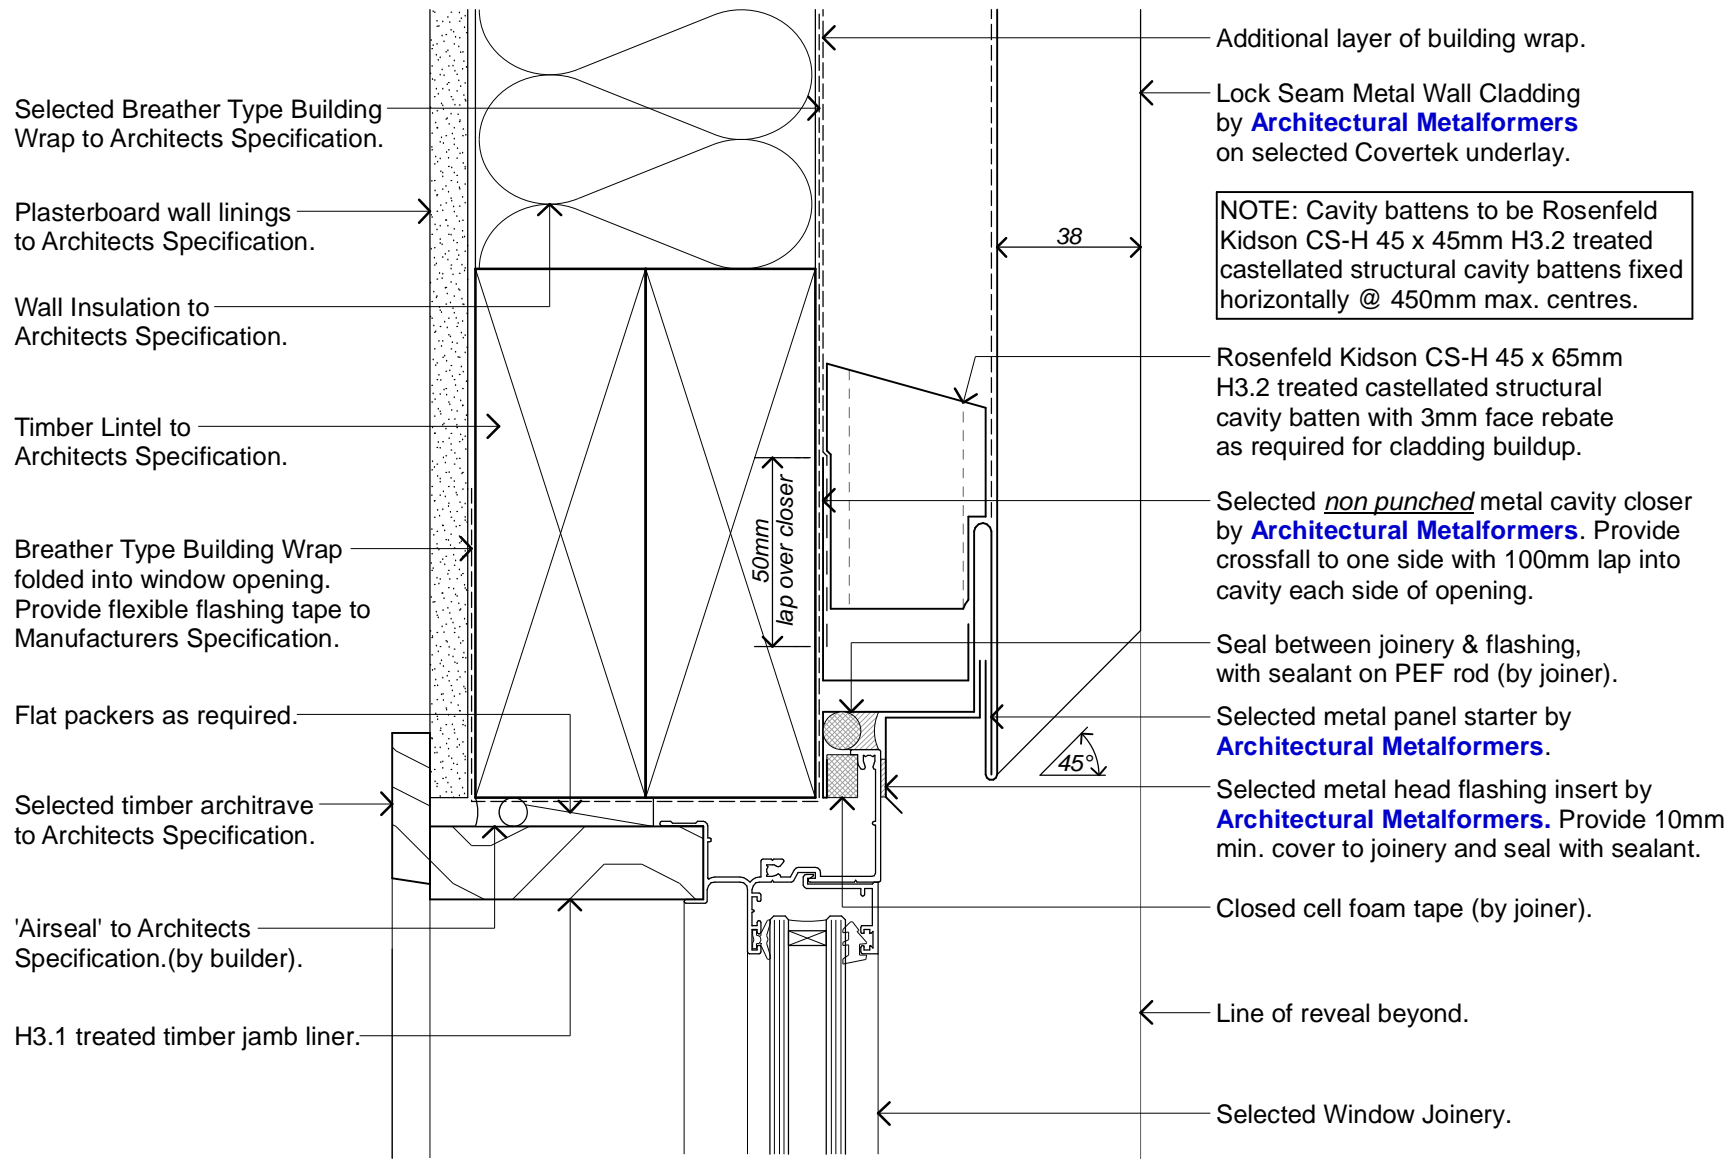 Selected Breather Type Building
Wrap to Architects Specification.
Plasterboard wall linings
to Architects Specification.
Wall Insulation to
Architects Specification.
Timber Lintel to
Architects Specification.
Breather Type Building Wrap
folded into window opening.
Provide flexible flashing tape to
Manufacturers Specification.
Flat packers as required.
Selected timber architrave
to Architects Specification.
'Airseal' to Architects
Specification.(by builder).
H3.1 treated timber jamb liner.
50mm
lap over closer
38
45°
Additional layer of building wrap.
Lock Seam Metal Wall Cladding
by Architectural Metalformers
on selected Covertek underlay.
NOTE: Cavity battens to be Rosenfeld
Kidson CS-H 45 x 45mm H3.2 treated
castellated structural cavity battens fixed
horizontally @ 450mm max. centres.
Rosenfeld Kidson CS-H 45 x 65mm
H3.2 treated castellated structural
cavity batten with 3mm face rebate
as required for cladding buildup.
Selected non punched metal cavity closer
by Architectural Metalformers. Provide
crossfall to one side with 100mm lap into
cavity each side of opening.
Seal between joinery & flashing,
with sealant on PEF rod (by joiner).
Selected metal panel starter by
Architectural Metalformers.
Selected metal head flashing insert by
Architectural Metalformers. Provide 10mm
min. cover to joinery and seal with sealant.
Closed cell foam tape (by joiner).
Line of reveal beyond.
Selected Window Joinery.